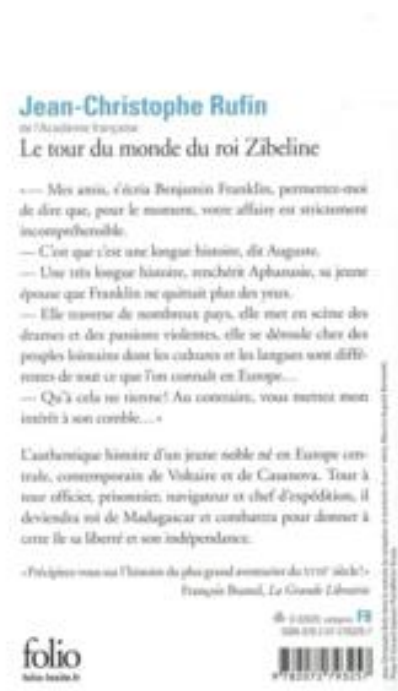 Jean-Christophe Rufin
de l'Académie française
Le tour du monde du roi Zibeline
«— Mes amis, s'écria Benjamin Franklin, permettez-moi
de dire que, pour le moment, votre affaire est strictement
incompréhensible.
— C'est que c'est une longue histoire, dit Auguste.
— Une très longue histoire, renchérit Aphanasie, sa jeune
épouse que Franklin ne quittait plus des yeux.
— Elle traverse de nombreux pays, elle met en scène des
drames et des passions violentes, elle se déroule chez des
peuples lointains dont les cultures et les langues sont diffé-
rentes de tout ce que l'on connaît en Europe…
— Qu'à cela ne tienne! Au contraire, vous mettez mon
intérêt à son comble…»
L'authentique histoire d'un jeune noble né en Europe cen-
trale, contemporain de Voltaire et de Casanova. Tour à
tour officier, prisonnier, navigateur et chef d'expédition, il
deviendra roi de Madagascar et combattra pour donner à
cette île sa liberté et son indépendance.
«Précipitez-vous sur l'histoire du plus grand aventurier du XVIIIe siècle!»
François Busnel, La Grande Librairie
folio
folio-lesite.fr
F8
9782072793257